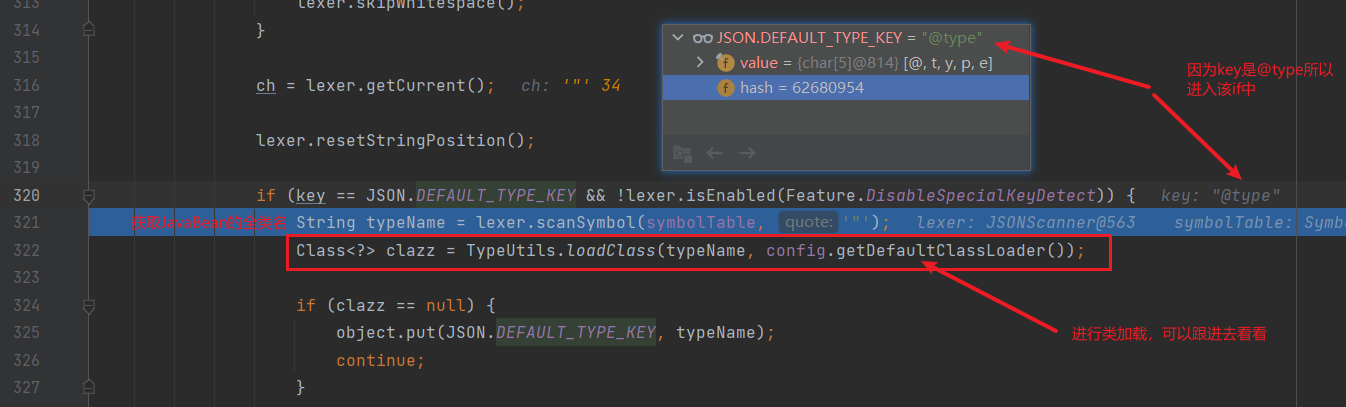 313 lexer.skipWhitespace();
314 }
315
316 ch = lexer.getCurrent(); ch: '"' 34
317
318 lexer.resetStringPosition();
319
320 if (key == JSON.DEFAULT_TYPE_KEY && !lexer.isEnabled(Feature.DisableSpecialKeyDetect)) { key: "@type"
321 获取JavaBean的全类名 String typeName = lexer.scanSymbol(symbolTable, quote: '"'); lexer: JSONScanner@563 symbolTable: Symb
322 Class<?> clazz = TypeUtils.loadClass(typeName, config.getDefaultClassLoader());
323
324 if (clazz == null) {
325 object.put(JSON.DEFAULT_TYPE_KEY, typeName);
326 continue;
327 }
JSON.DEFAULT_TYPE_KEY = "@type"
f value = {char[5]@814} [@, t, y, p, e]
f hash = 62680954
因为key是@type所以
进入该if中
进行类加载，可以跟进去看看